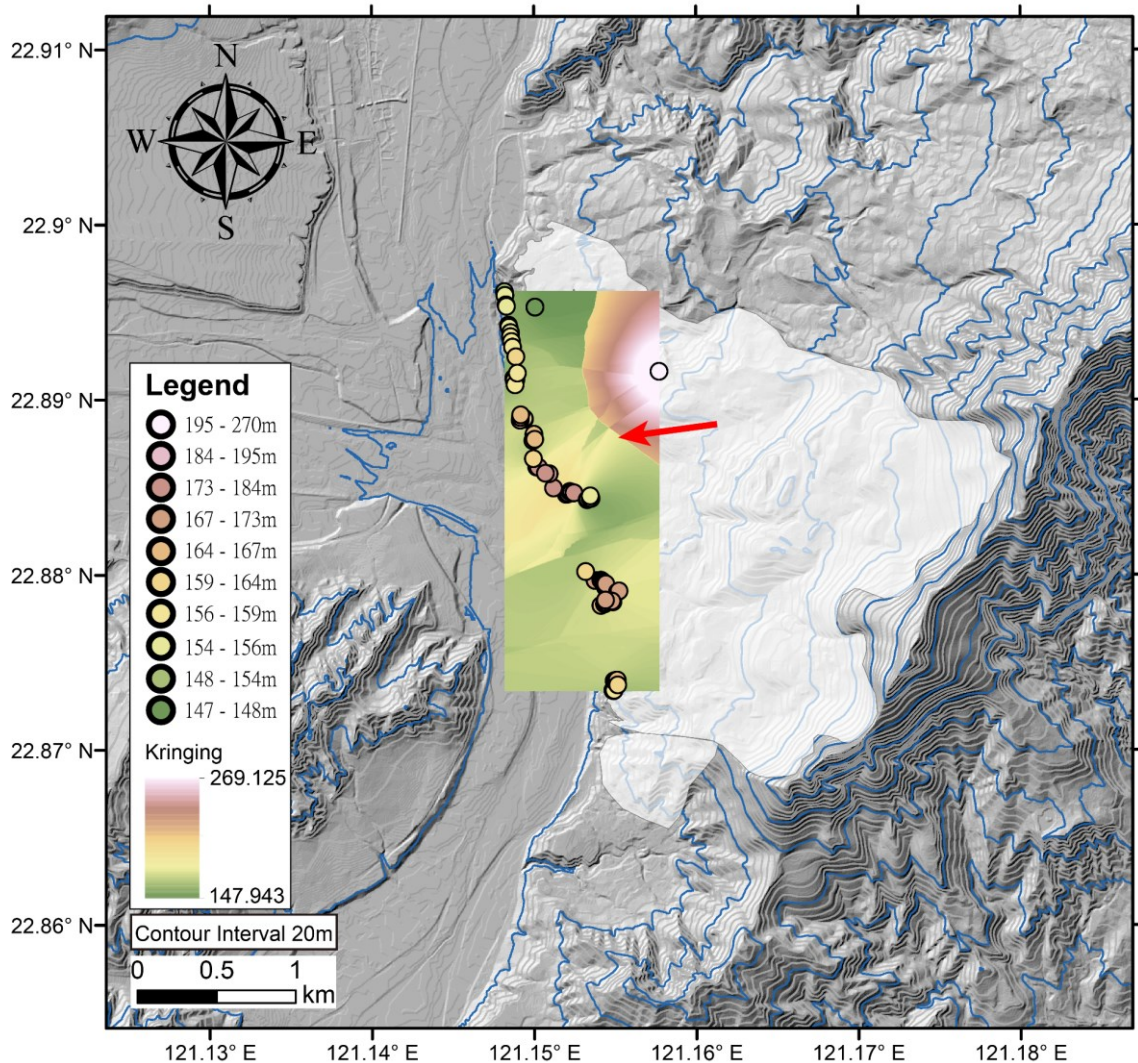 22.91° N
22.9° N
22.89° N
22.88° N
22.87° N
22.86° N
N
W
E
S
Legend
195 - 270m
184 - 195m
173 - 184m
167 - 173m
164 - 167m
159 - 164m
156 - 159m
154 - 156m
148 - 154m
147 - 148m
Kringing
269.125
147.943
Contour Interval 20m
0 0.5 1
km
121.13° E 121.14° E 121.15° E 121.16° E 121.17° E 121.18° E